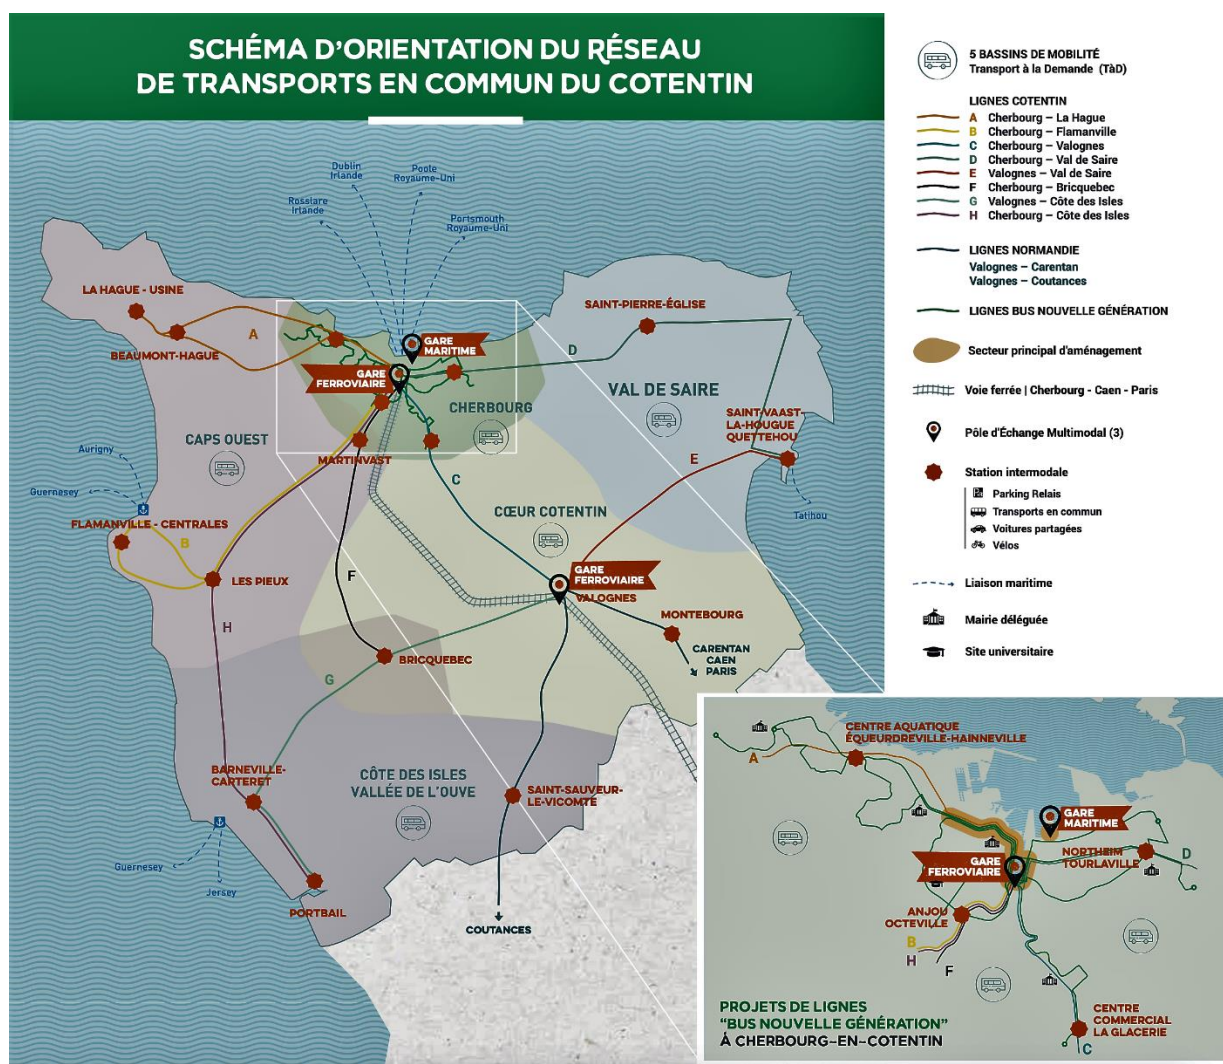 SCHÉMA D'ORIENTATION DU RÉSEAU
DE TRANSPORTS EN COMMUN DU COTENTIN
Dublin
Irlande
Poole
Royaume-Uni
Rosslare
Irlande
Portsmouth
Royaume-Uni
LA HAGUE - USINE
BEAUMONT-HAGUE
A
GARE
MARITIME
GARE
FERROVIAIRE
SAINT-PIERRE-ÉGLISE
D
VAL DE SAIRE
CHERBOURG
SAINT-VAAST-
LA-HOUGUE
QUETTEHOU
CAPS OUEST
MARTINVAST
Aurigny
Guernesey
E
C
Tatihou
CŒUR COTENTIN
FLAMANVILLE - CENTRALES
B
LES PIEUX
F
GARE
FERROVIAIRE
VALOGNES
MONTEBOURG
H
CARENTAN
CAEN
PARIS
BRICQUEBEC
G
BARNEVILLE-
CARTERET
CÔTE DES ISLES
VALLÉE DE L'OUVE
SAINT-SAUVEUR-
LE-VICOMTE
Guernesey
Jersey
PORTBAIL
COUTANCES
5 BASSINS DE MOBILITÉ
Transport à la Demande (TàD)
LIGNES COTENTIN
A Cherbourg – La Hague
B Cherbourg – Flamanville
C Cherbourg – Valognes
D Cherbourg – Val de Saire
E Valognes – Val de Saire
F Cherbourg – Bricquebec
G Valognes – Côte des Isles
H Cherbourg – Côte des Isles
LIGNES NORMANDIE
Valognes – Carentan
Valognes – Coutances
LIGNES BUS NOUVELLE GÉNÉRATION
Secteur principal d'aménagement
Voie ferrée | Cherbourg - Caen - Paris
Pôle d'Échange Multimodal (3)
Station intermodale
Parking Relais
Transports en commun
Voitures partagées
Vélos
Liaison maritime
Mairie déléguée
Site universitaire
CENTRE AQUATIQUE
ÉQUEURDREVILLE-HAINNEVILLE
A
GARE
MARITIME
GARE
FERROVIAIRE
NORTHEIM
TOURLAVILLE
D
ANJOU
OCTEVILLE
B
H
F
PROJETS DE LIGNES
"BUS NOUVELLE GÉNÉRATION"
À CHERBOURG-EN-COTENTIN
CENTRE
COMMERCIAL
LA GLACERIE
C